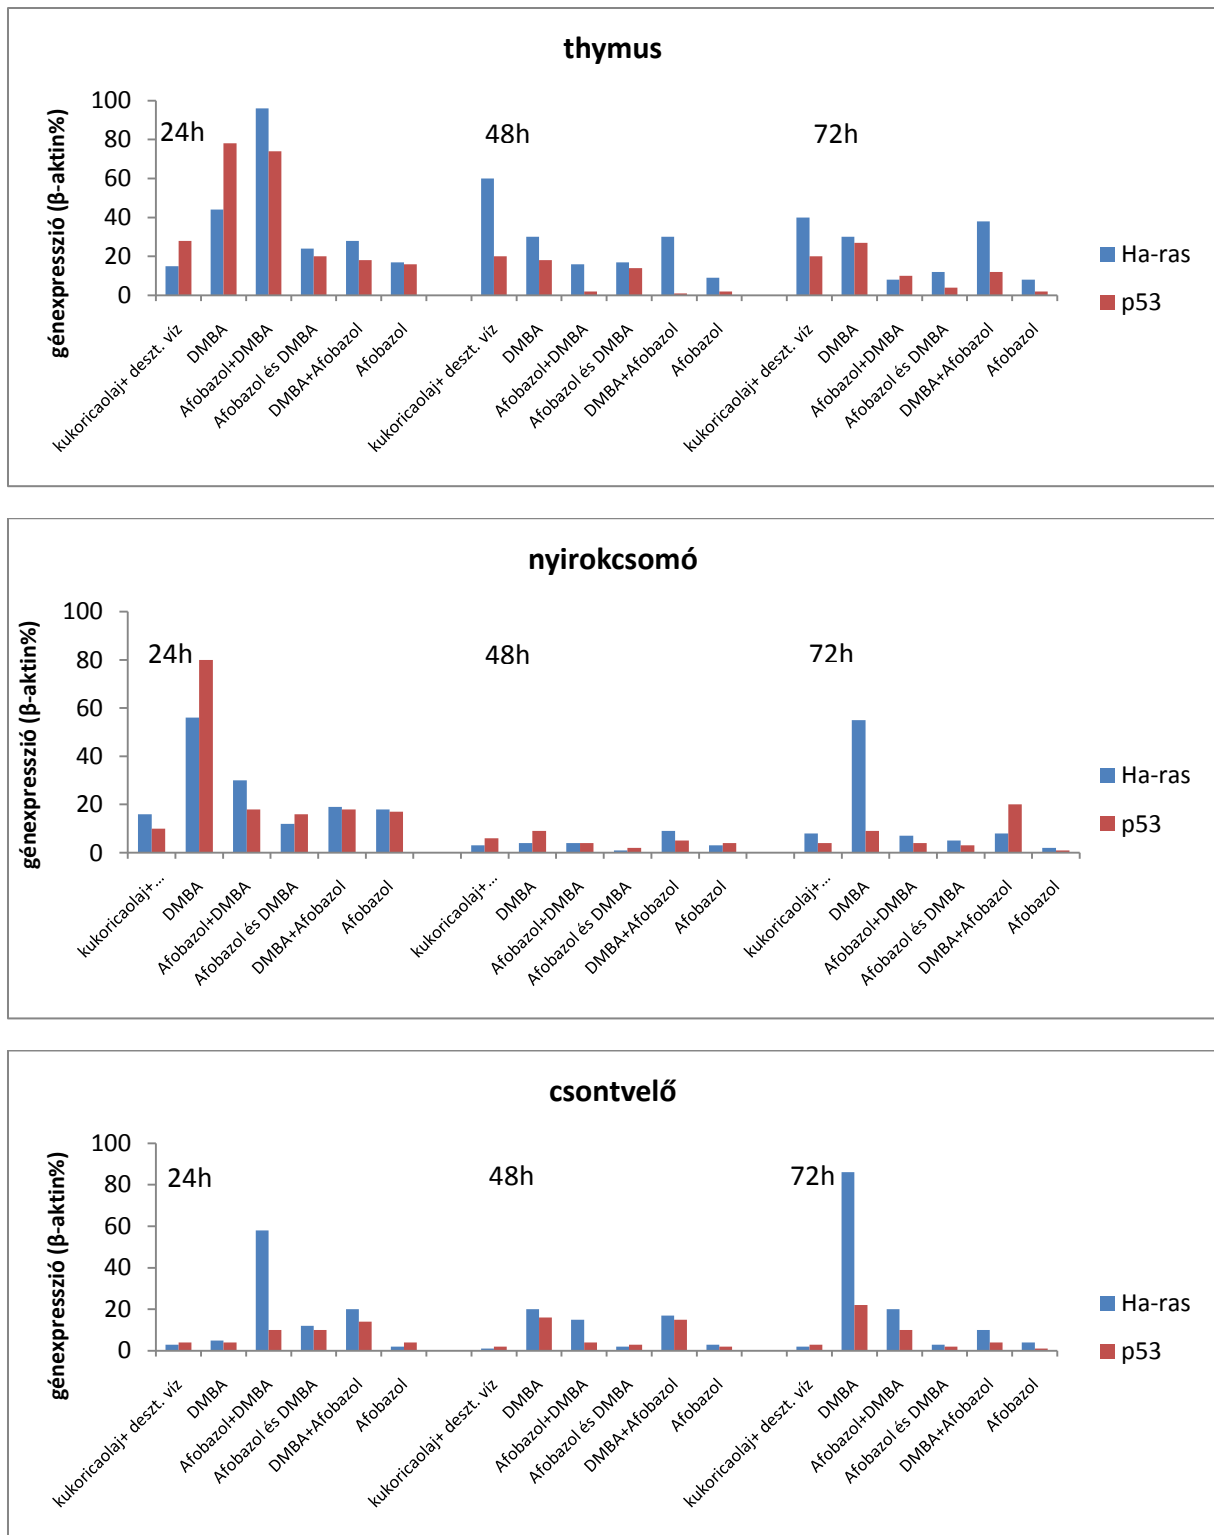 thymus
génexpresszió (β-aktin%)
100
80
60
40
20
0
24h
48h
72h
kukoricaolaj+ deszt. víz
DMBA
Afobazol+DMBA
Afobazol és DMBA
DMBA+Afobazol
Afobazol
kukoricaolaj+ deszt. víz
DMBA
Afobazol+DMBA
Afobazol és DMBA
DMBA+Afobazol
Afobazol
kukoricaolaj+ deszt. víz
DMBA
Afobazol+DMBA
Afobazol és DMBA
DMBA+Afobazol
Afobazol
Ha-ras
p53
nyirokcsomó
génexpresszió (β-aktin%)
100
80
60
40
20
0
24h
48h
72h
kukoricaolaj+...
DMBA
Afobazol+DMBA
Afobazol és DMBA
DMBA+Afobazol
Afobazol
kukoricaolaj+...
DMBA
Afobazol+DMBA
Afobazol és DMBA
DMBA+Afobazol
Afobazol
kukoricaolaj+...
DMBA
Afobazol+DMBA
Afobazol és DMBA
DMBA+Afobazol
Afobazol
Ha-ras
p53
csontvelő
génexpresszió (β-aktin%)
100
80
60
40
20
0
24h
48h
72h
kukoricaolaj+ deszt. víz
DMBA
Afobazol+DMBA
Afobazol és DMBA
DMBA+Afobazol
Afobazol
kukoricaolaj+ deszt. víz
DMBA
Afobazol+DMBA
Afobazol és DMBA
DMBA+Afobazol
Afobazol
kukoricaolaj+ deszt. víz
DMBA
Afobazol+DMBA
Afobazol és DMBA
DMBA+Afobazol
Afobazol
Ha-ras
p53